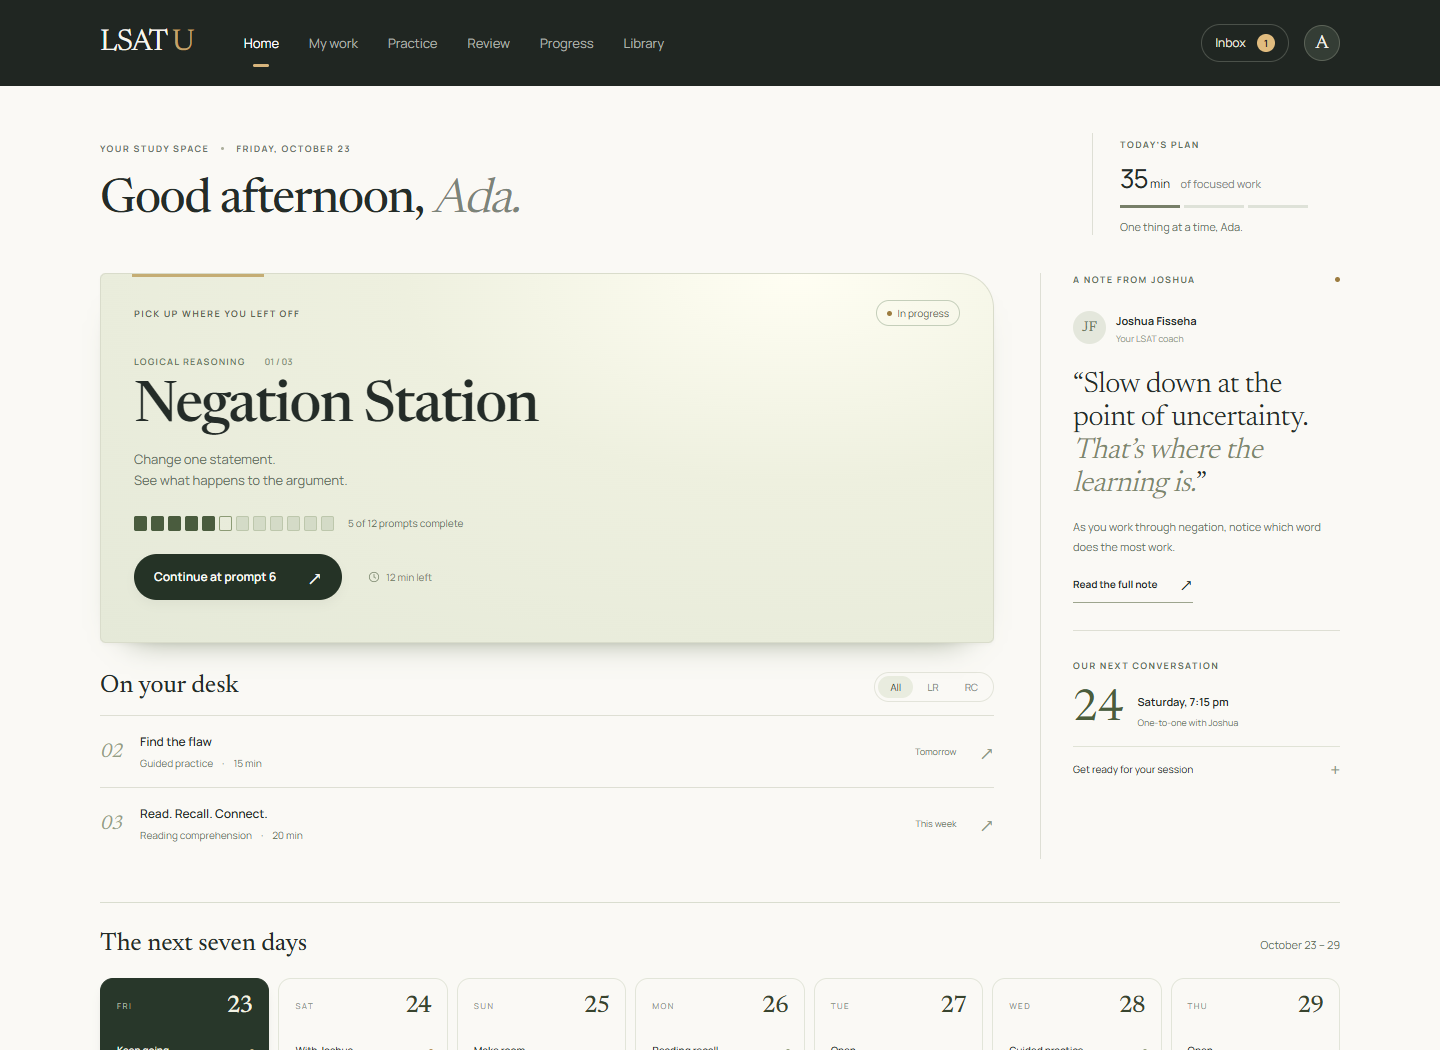 LSAT U
Home
My work
Practice
Review
Progress
Library
Inbox 1
A
YOUR STUDY SPACE • FRIDAY, OCTOBER 23
Good afternoon, Ada.
TODAY'S PLAN
35 min of focused work
One thing at a time, Ada.
PICK UP WHERE YOU LEFT OFF
In progress
LOGICAL REASONING 01 / 03
Negation Station
Change one statement.
See what happens to the argument.
5 of 12 prompts complete
Continue at prompt 6 ↗
12 min left
On your desk
All LR RC
02
Find the flaw
Guided practice · 15 min
Tomorrow ↗
03
Read. Recall. Connect.
Reading comprehension · 20 min
This week ↗
A NOTE FROM JOSHUA
JF
Joshua Fisseha
Your LSAT coach
“Slow down at the
point of uncertainty.
That’s where the
learning is.”
As you work through negation, notice which word
does the most work.
Read the full note ↗
OUR NEXT CONVERSATION
24
Saturday, 7:15 pm
One-to-one with Joshua
Get ready for your session +
The next seven days
October 23 – 29
FRI 23
SAT 24
SUN 25
MON 26
TUE 27
WED 28
THU 29